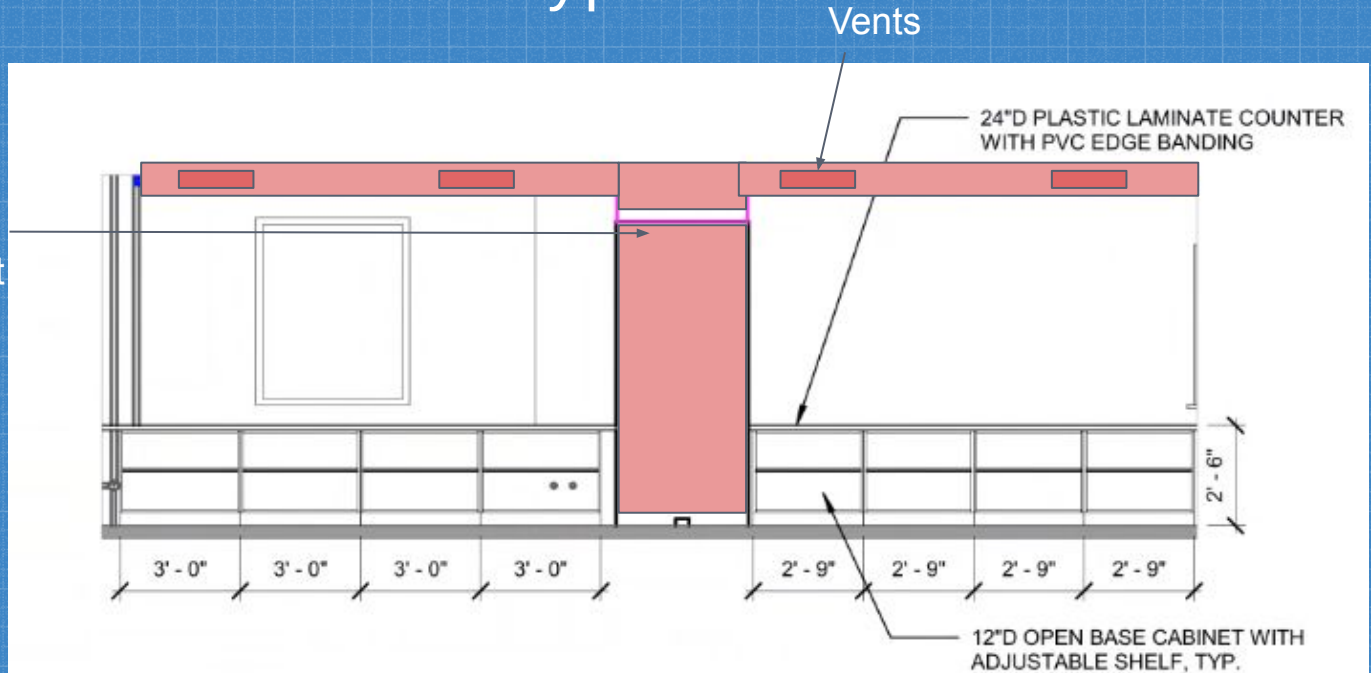 Vents
24"D PLASTIC LAMINATE COUNTER
WITH PVC EDGE BANDING
2' - 6"
3' - 0" 3' - 0" 3' - 0" 3' - 0" 2' - 9" 2' - 9" 2' - 9" 2' - 9"
12"D OPEN BASE CABINET WITH
ADJUSTABLE SHELF, TYP.